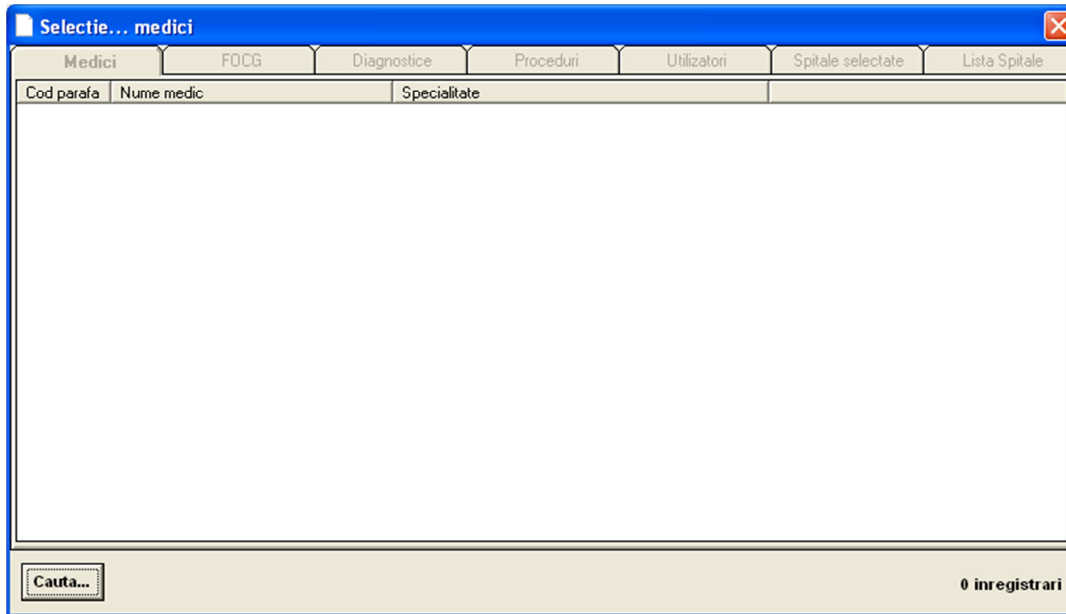 Selectie... medici
Medici FOCG Diagnostice Proceduri Utilizatori Spitale selectate Lista Spitale
Cod parafa Nume medic Specialitate
Cauta... 0 inregistrari